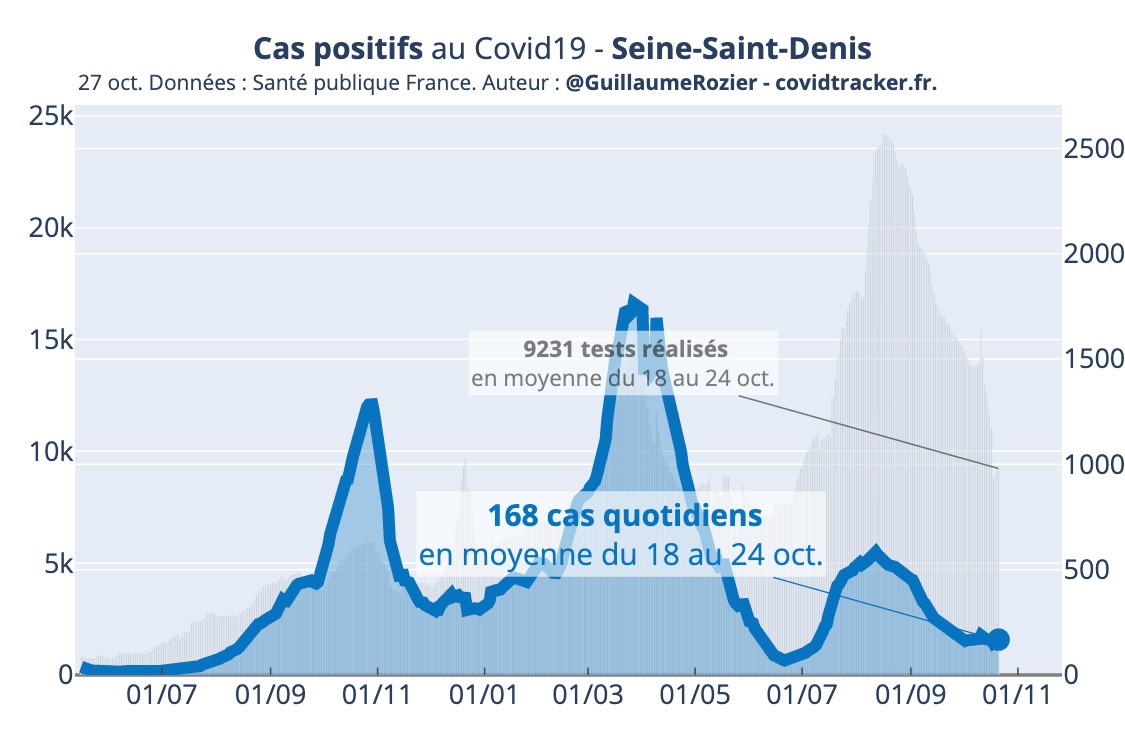 Cas positifs au Covid19 - Seine-Saint-Denis
27 oct. Données : Santé publique France. Auteur : @GuillaumeRozier - covidtracker.fr.
25k
2500
20k
2000
15k
1500
9231 tests réalisés
en moyenne du 18 au 24 oct.
10k
1000
168 cas quotidiens
en moyenne du 18 au 24 oct.
5k
500
0
0
01/07 01/09 01/11 01/01 01/03 01/05 01/07 01/09 01/11